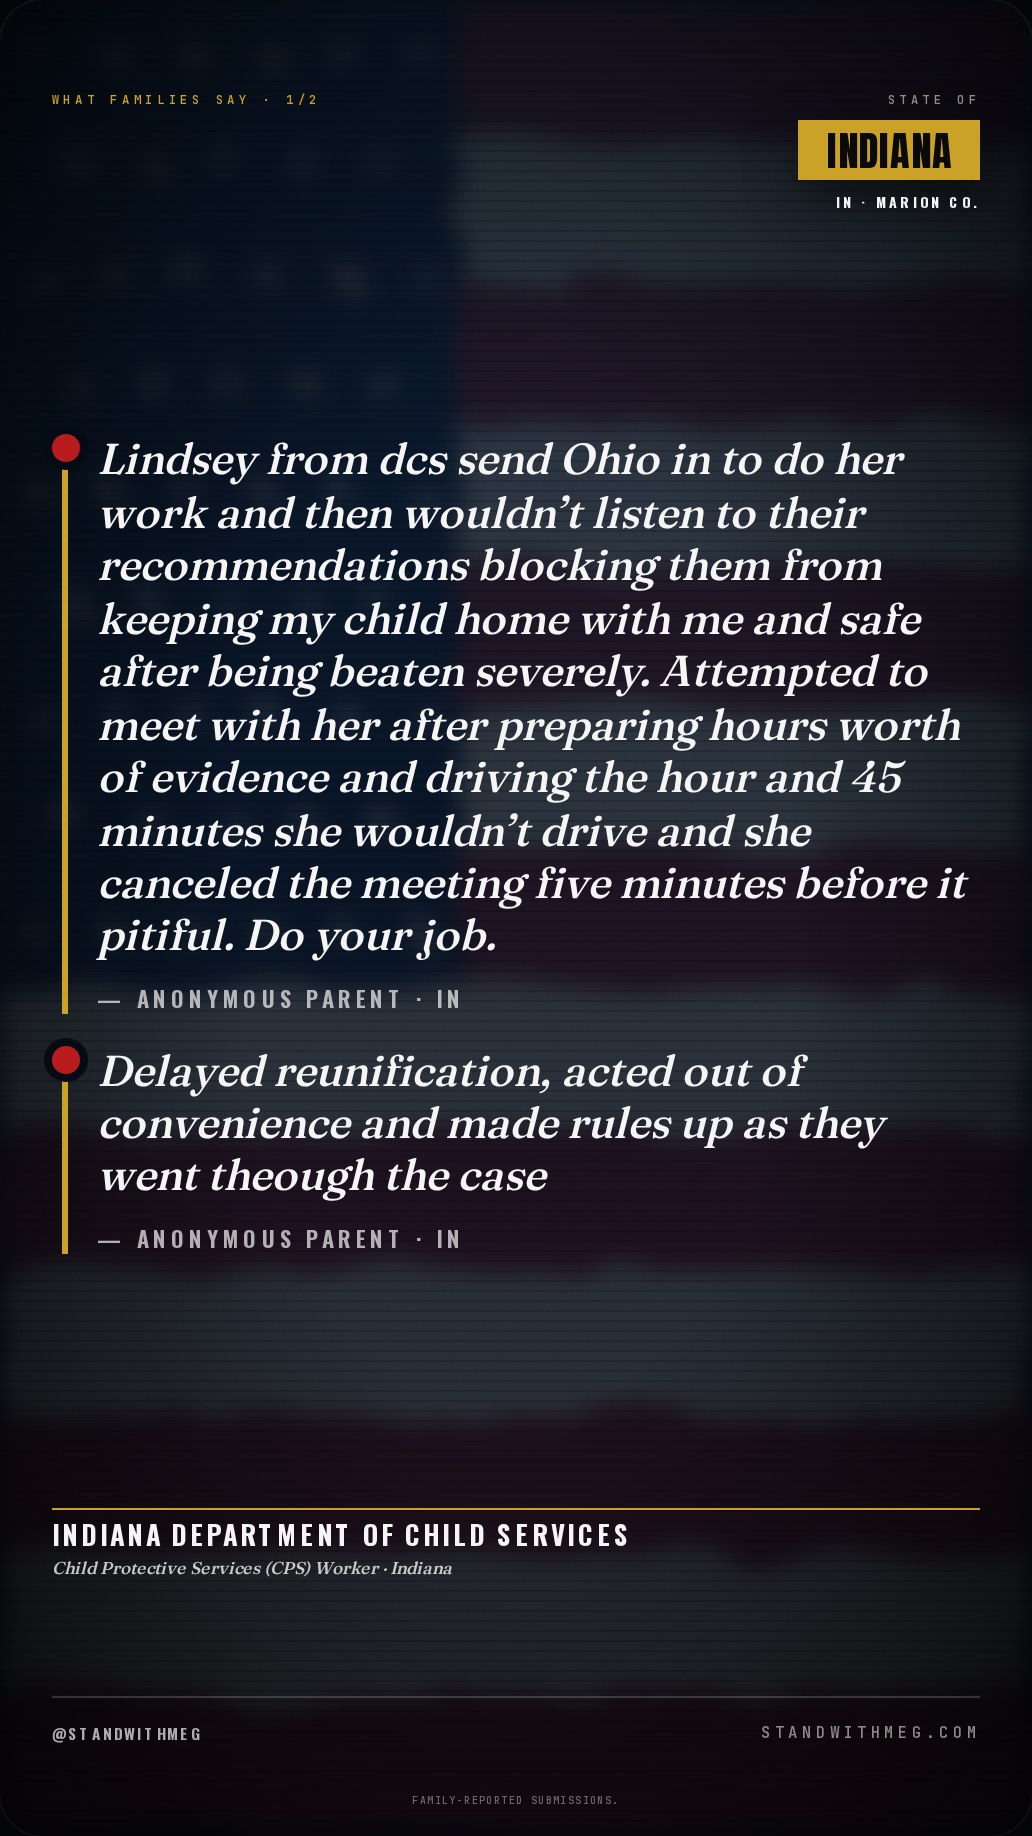 WHAT FAMILIES SAY · 1/2
STATE OF
INDIANA
IN · MARION CO.
Lindsey from dcs send Ohio in to do her
work and then wouldn’t listen to their
recommendations blocking them from
keeping my child home with me and safe
after being beaten severely. Attempted to
meet with her after preparing hours worth
of evidence and driving the hour and 45
minutes she wouldn’t drive and she
canceled the meeting five minutes before it
pitiful. Do your job.
— ANONYMOUS PARENT · IN
Delayed reunification, acted out of
convenience and made rules up as they
went theough the case
— ANONYMOUS PARENT · IN
INDIANA DEPARTMENT OF CHILD SERVICES
Child Protective Services (CPS) Worker · Indiana
@STANDWITHMEG
STANDWITHMEG.COM
FAMILY-REPORTED SUBMISSIONS.